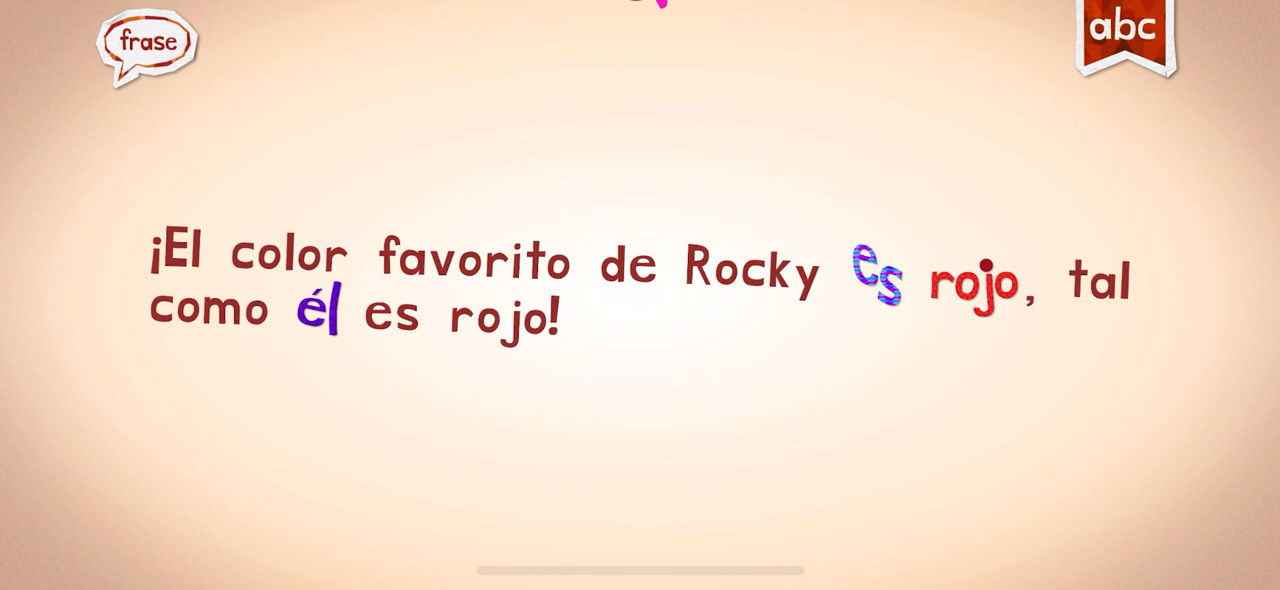 frase
abc
¡El color favorito de Rocky es rojo, tal
como él es rojo!